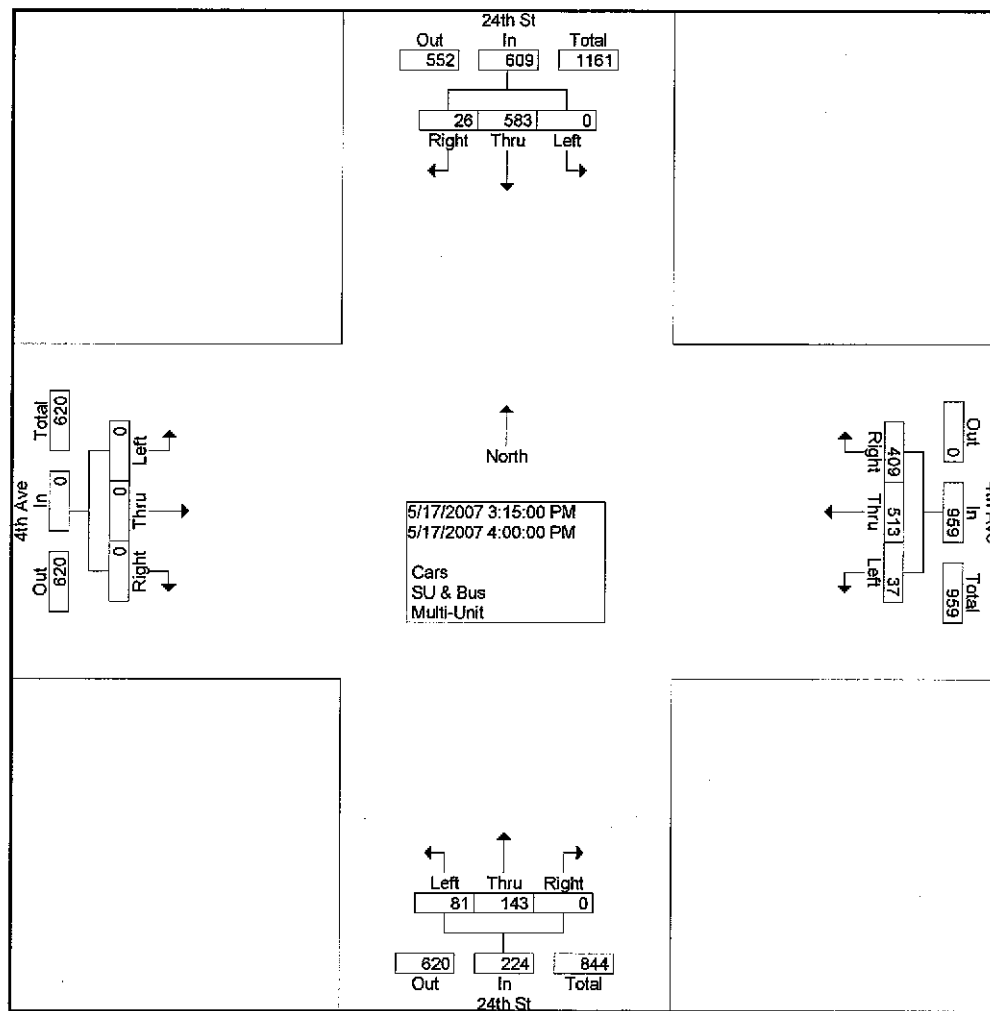 24th St
Out In Total
552 609 1161
26 583 0
Right Thru Left
Total In Out
620 0 620
0 0 0
Left Thru Right
4th Ave
North
5/17/2007 3:15:00 PM
5/17/2007 4:00:00 PM
Cars
SU & Bus
Multi-Unit
Right Thru Left
409 513 37
0 959 959
Out In Total
Left Thru Right
81 143 0
620 224 844
Out In Total
24th St